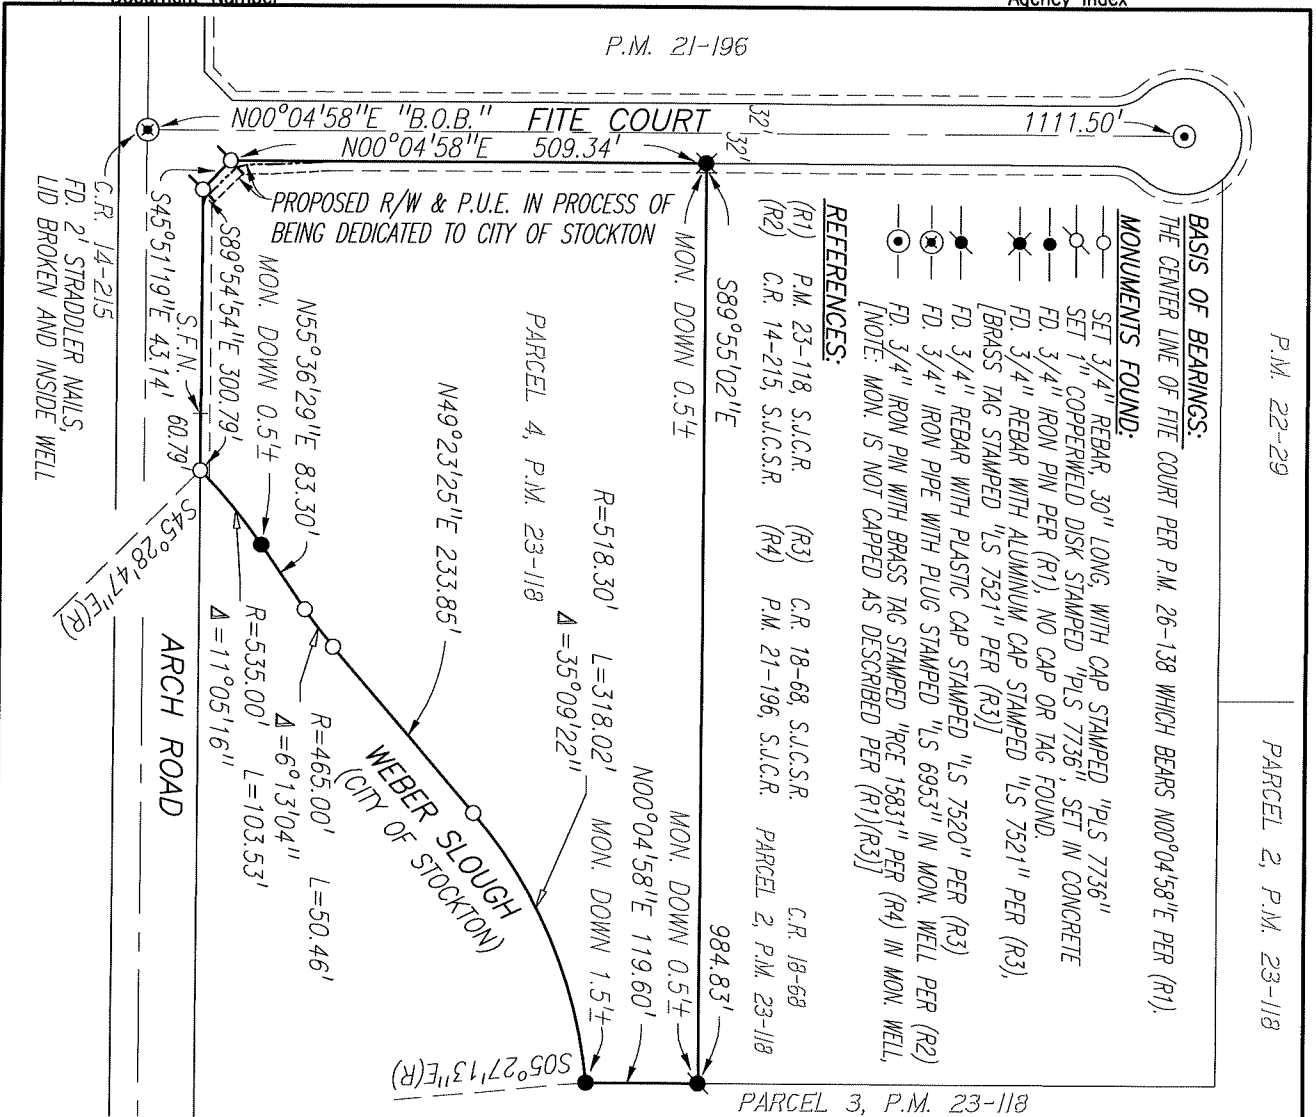 Document Number
Agency Index
P.M. 21-196
P.M. 22-29
PARCEL 2, P.M. 23-118
N00°04'58"E "B.O.B." FITE COURT
1111.50'
N00°04'58"E 509.34'
32'
32'
PROPOSED R/W & P.U.E. IN PROCESS OF
BEING DEDICATED TO CITY OF STOCKTON
BASIS OF BEARINGS:
THE CENTER LINE OF FITE COURT PER P.M. 26-138 WHICH BEARS N00°04'58"E PER (R1).
MONUMENTS FOUND:
SET 3/4" REBAR, 30" LONG, WITH CAP STAMPED "PLS 7736"
SET 1" COPPERWELD DISK STAMPED "PLS 7736", SET IN CONCRETE
FD. 3/4" IRON PIN PER (R1), NO CAP OR TAG FOUND.
FD. 3/4" REBAR WITH ALUMINUM CAP STAMPED "LS 7521" PER (R3),
[BRASS TAG STAMPED "LS 7521" PER (R3)]
FD. 3/4" REBAR WITH PLASTIC CAP STAMPED "LS 7520" PER (R3)
FD. 3/4" IRON PIPE WITH PLUG STAMPED "LS 6953" IN MON. WELL PER (R2)
FD. 3/4" IRON PIN WITH BRASS TAG STAMPED "RCE 15831" PER (R4) IN MON. WELL,
[NOTE: MON. IS NOT CAPPED AS DESCRIBED PER (R1)(R3)]
REFERENCES:
(R1) P.M. 23-118, S.J.C.R. (R3) C.R. 18-68, S.J.C.S.R.
(R2) C.R. 14-215, S.J.C.S.R. (R4) P.M. 21-196, S.J.C.R.
C.R. 18-68
PARCEL 2, P.M. 23-118
MON. DOWN 0.5'±
S89°55'02"E
984.83'
MON. DOWN 0.5'±
N00°04'58"E 119.60'
MON. DOWN 1.5'±
S05°27'13"E(R)
PARCEL 3, P.M. 23-118
R=518.30' L=318.02'
Δ=35°09'22"
PARCEL 4, P.M. 23-118
N49°23'25"E 233.85'
WEBER SLOUGH
(CITY OF STOCKTON)
R=465.00' L=50.46'
Δ=6°13'04"
N55°36'29"E 83.30'
MON. DOWN 0.5'±
R=535.00' L=103.53'
Δ=11°05'16"
S45°28'47"E(R)
S89°54'54"E 300.79'
S.F.N. 60.79'
S45°51'19"E 43.14'
ARCH ROAD
C.R. 14-215
FD. 2' STRADDLER NAILS,
LID BROKEN AND INSIDE WELL